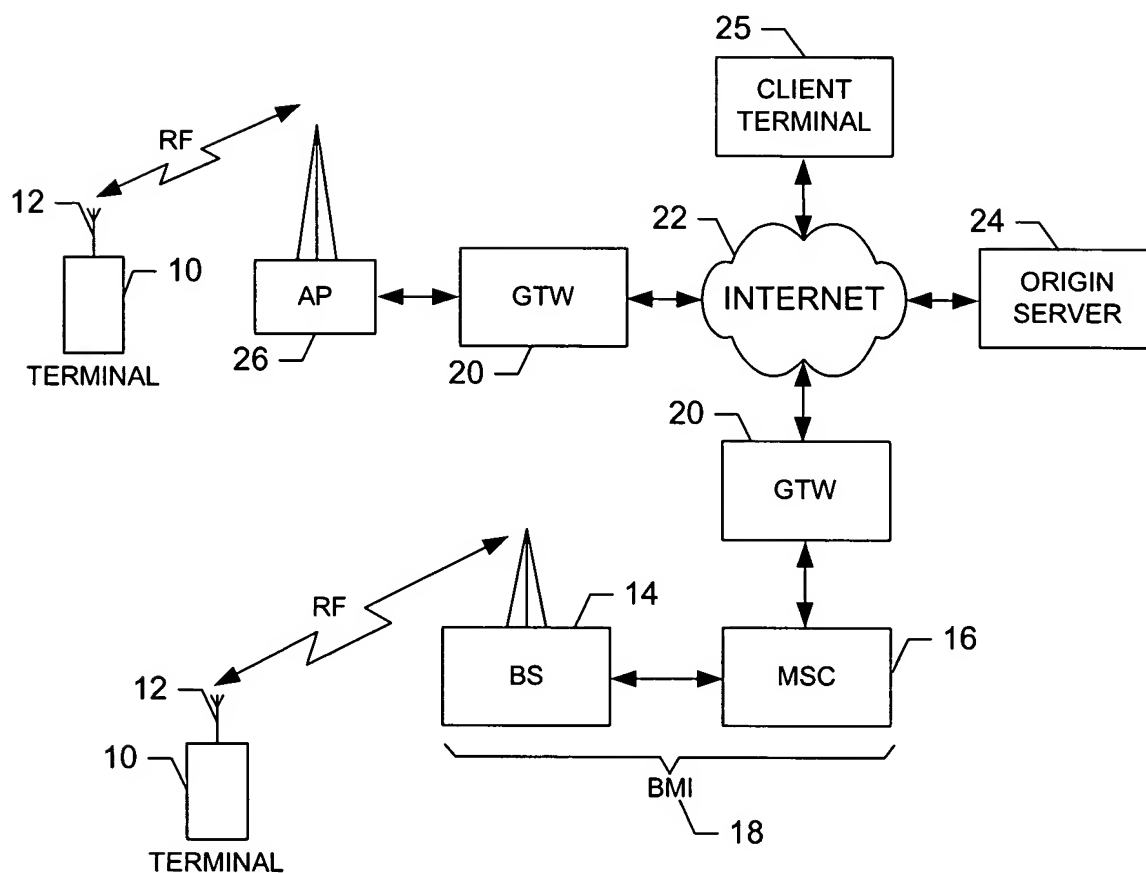 25
CLIENT
TERMINAL
RF
12
22
24
10
AP
GTW
INTERNET
ORIGIN
SERVER
26
20
TERMINAL
20
GTW
RF
14
BS
MSC
16
12
10
BMI
18
TERMINAL